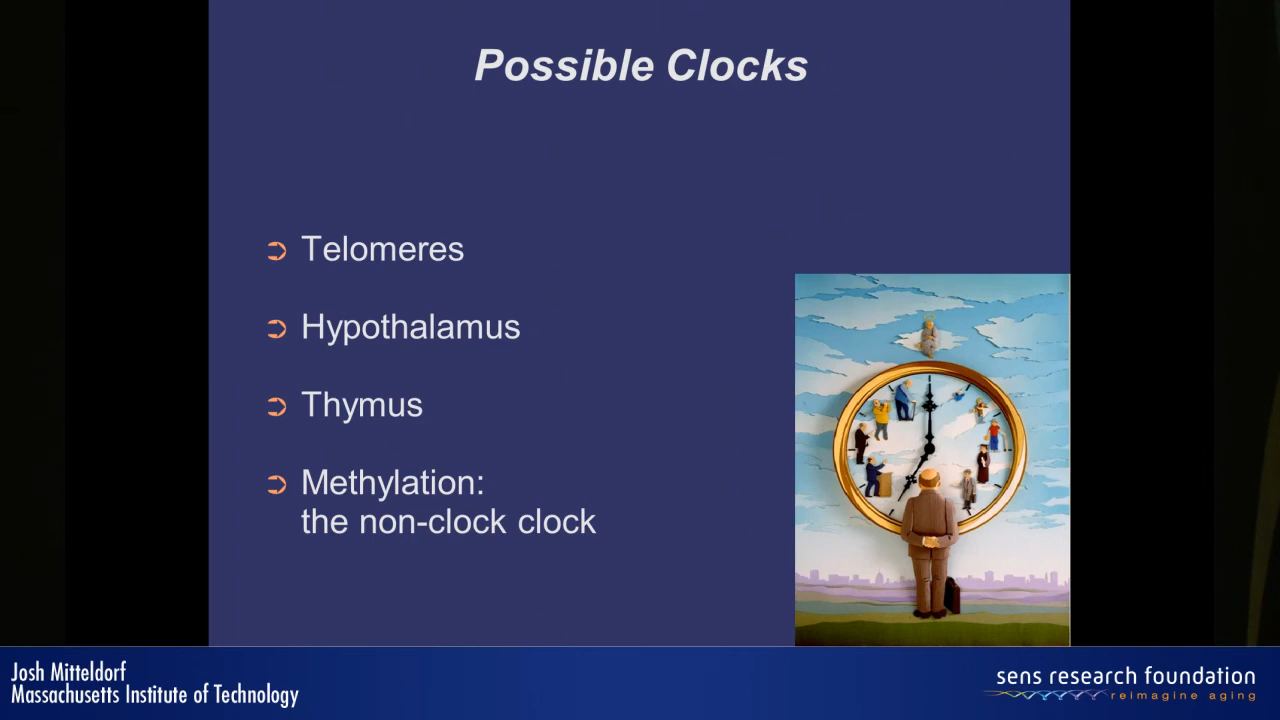 Possible Clocks
Telomeres
Hypothalamus
Thymus
Methylation:
the non-clock clock
Josh Mitteldorf
Massachusetts Institute of Technology
sens research foundation
reimagine aging